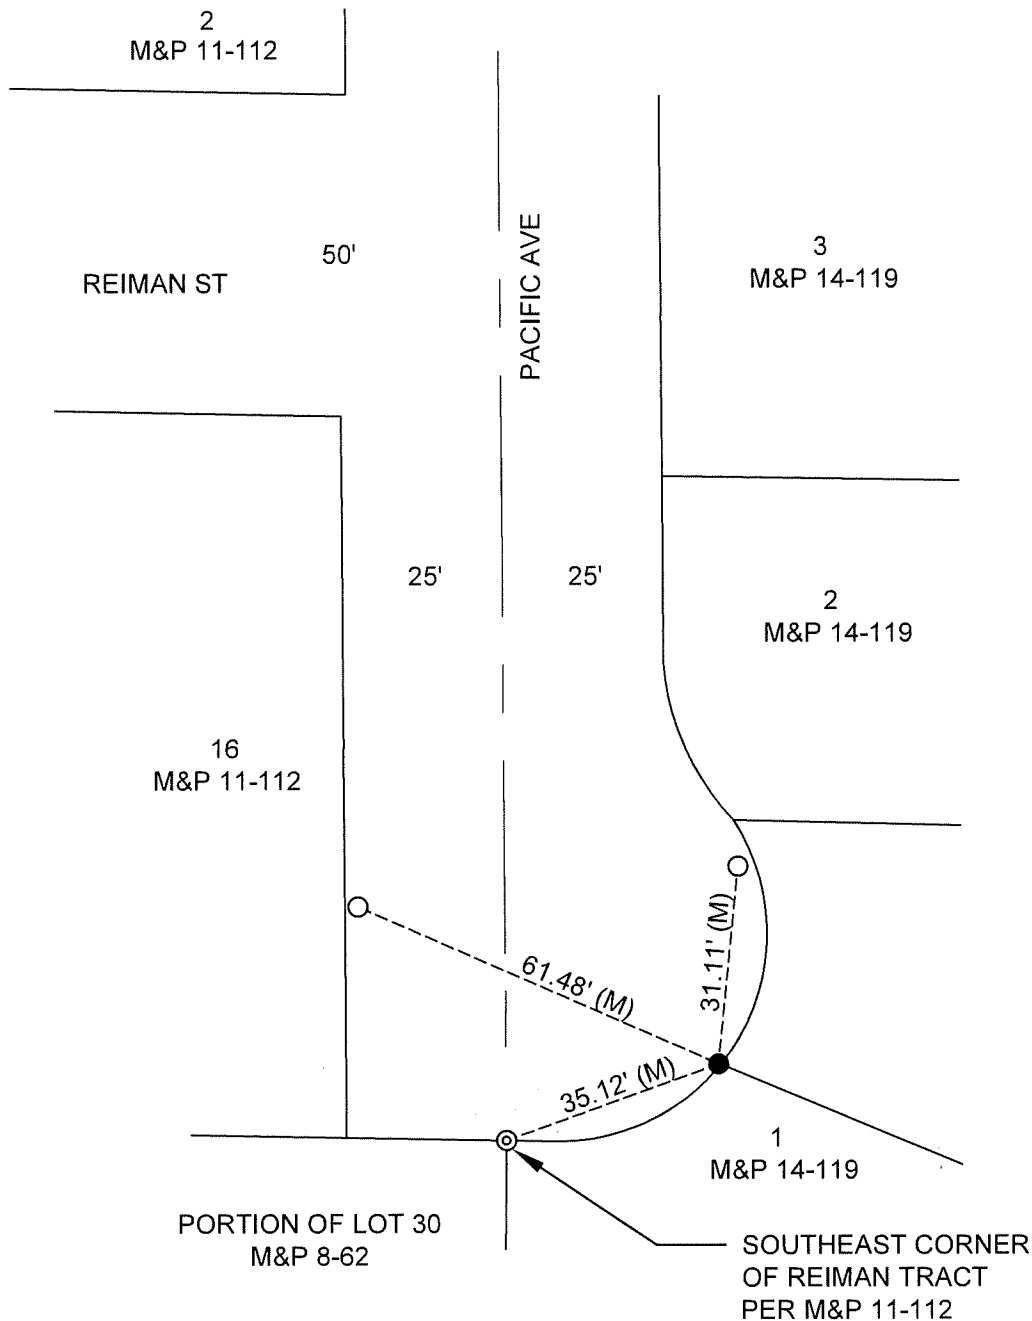 2
M&P 11-112
50'
REIMAN ST
PACIFIC AVE
3
M&P 14-119
25'
25'
2
M&P 14-119
16
M&P 11-112
61.48' (M)
31.11' (M)
35.12' (M)
1
M&P 14-119
PORTION OF LOT 30
M&P 8-62
SOUTHEAST CORNER
OF REIMAN TRACT
PER M&P 11-112